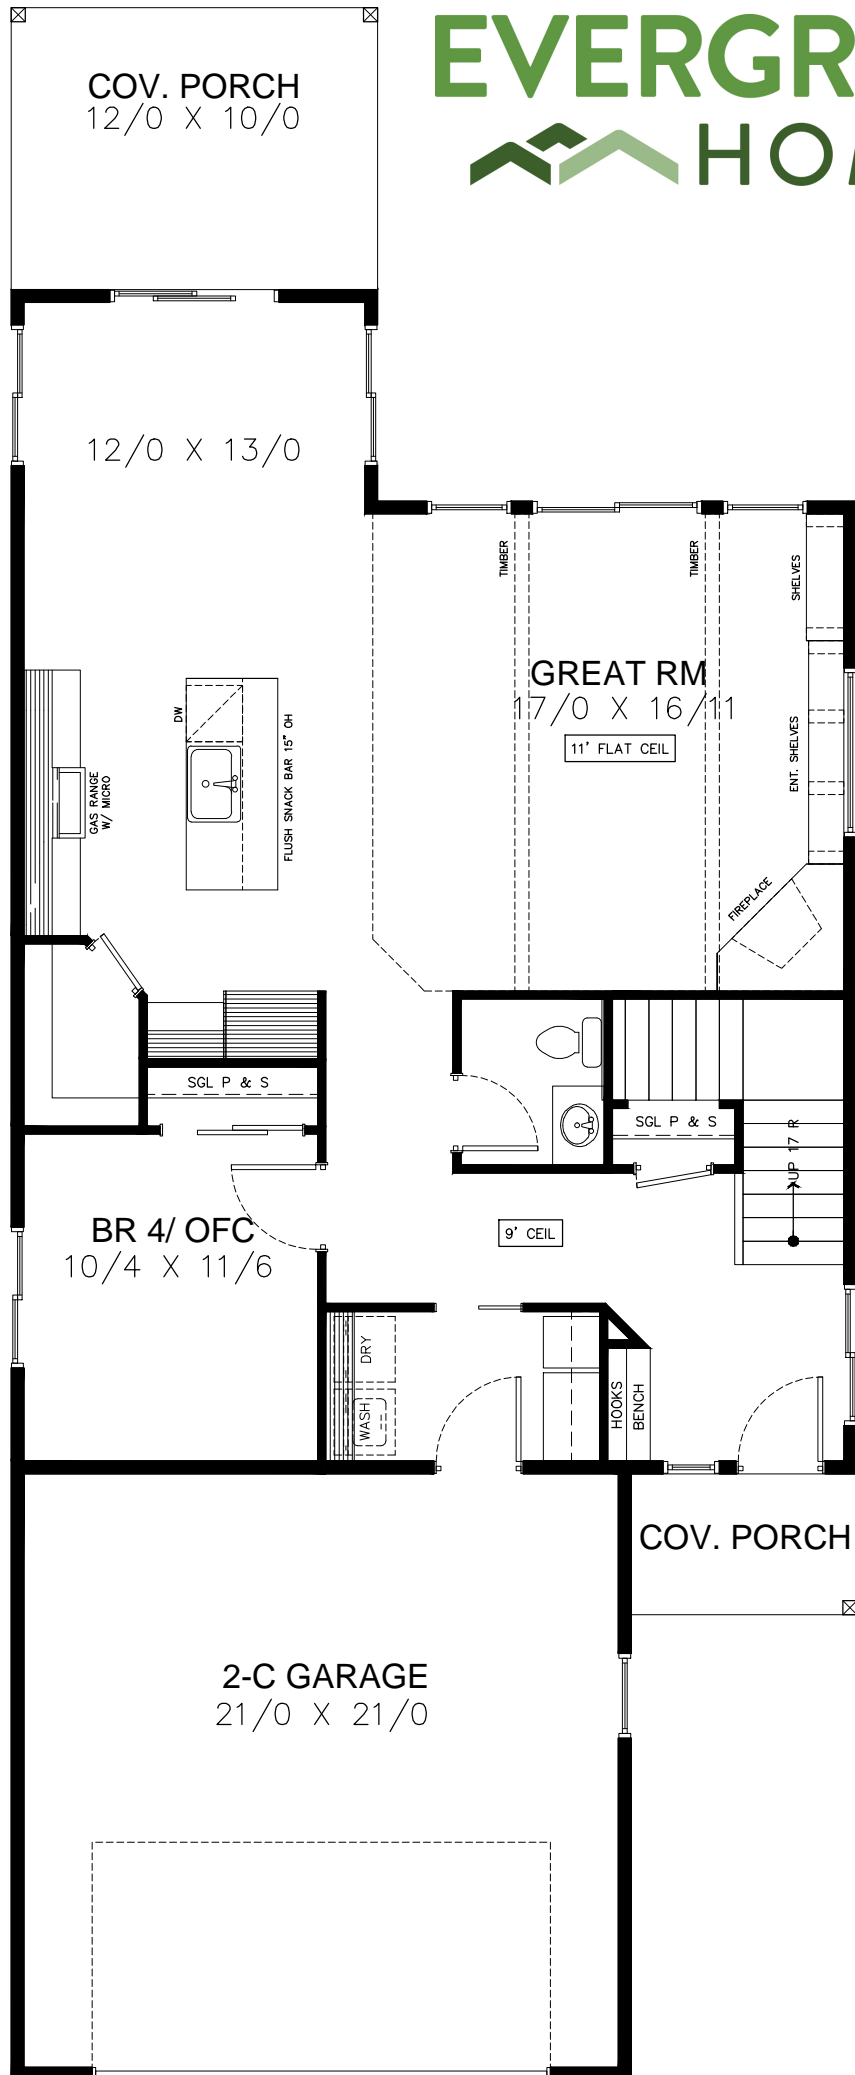 EVERGR
HO
COV. PORCH
12/0 X 10/0
12/0 X 13/0
TIMBER
TIMBER
SHELVES
GREAT RM
17/0 X 16/11
11' FLAT CEIL
ENT. SHELVES
DW
FLUSH SNACK BAR 15" OH
GAS RANGE
W/ MICRO
FIREPLACE
SGL P & S
SGL P & S
UP 17 R
BR 4/ OFC
10/4 X 11/6
9' CEIL
DRY
WASH
HOOKS
BENCH
COV. PORCH
2-C GARAGE
21/0 X 21/0